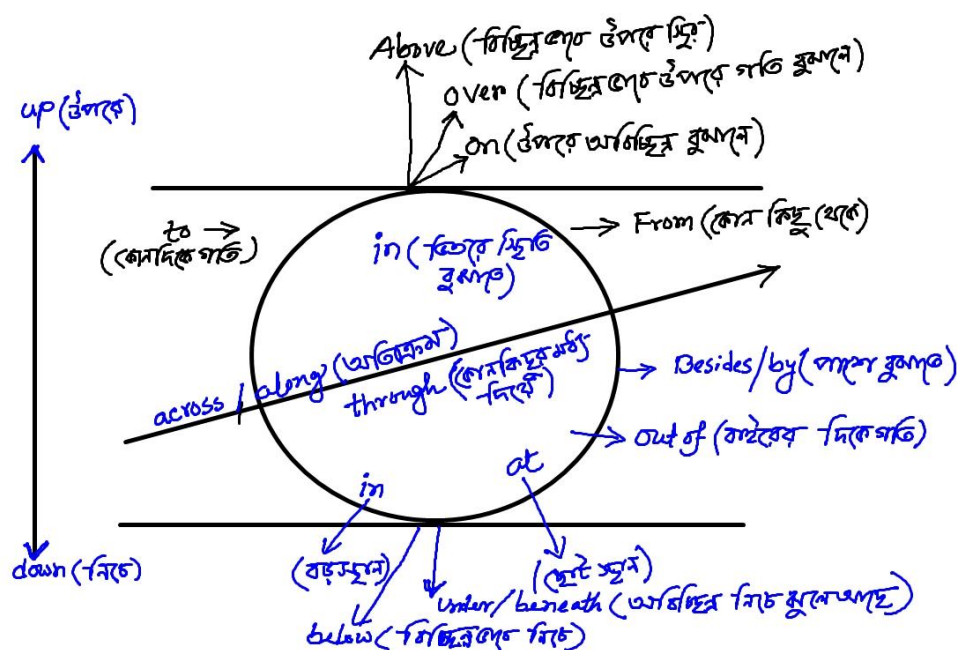 Above (বিচ্ছিন্নভাবে উপরে স্থির)
over (বিচ্ছিন্নভাবে উপরে গতি বুঝালে)
on (উপরে অবিচ্ছিন্ন বুঝালে)
up (উপরে)
to →
(কোনদিকে গতি)
→ From (কোন কিছু থেকে)
in (ভিতরে স্থিতি
বুঝাতে)
across / along (অতিক্রম)
through (কোনকিছুর মধ্য
দিয়ে)
Besides/by (পাশে বুঝাতে)
out of (বাইরের দিকে গতি)
in
at
(বড় স্থান)
(ছোট স্থান)
down (নিচে)
under/beneath (অবিচ্ছিন্ন নিচে ঝুলে আছে)
below (বিচ্ছিন্নভাবে নিচে)